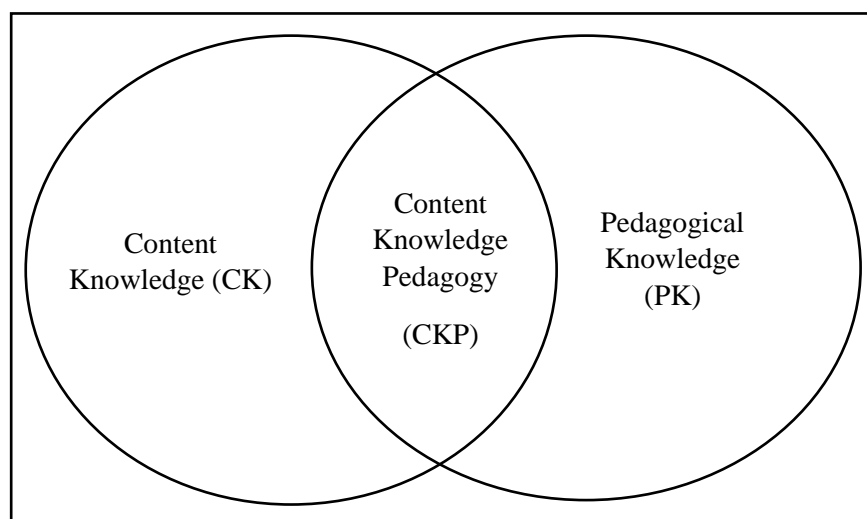 Content
Knowledge (CK)
Content
Knowledge
Pedagogy
(CKP)
Pedagogical
Knowledge
(PK)